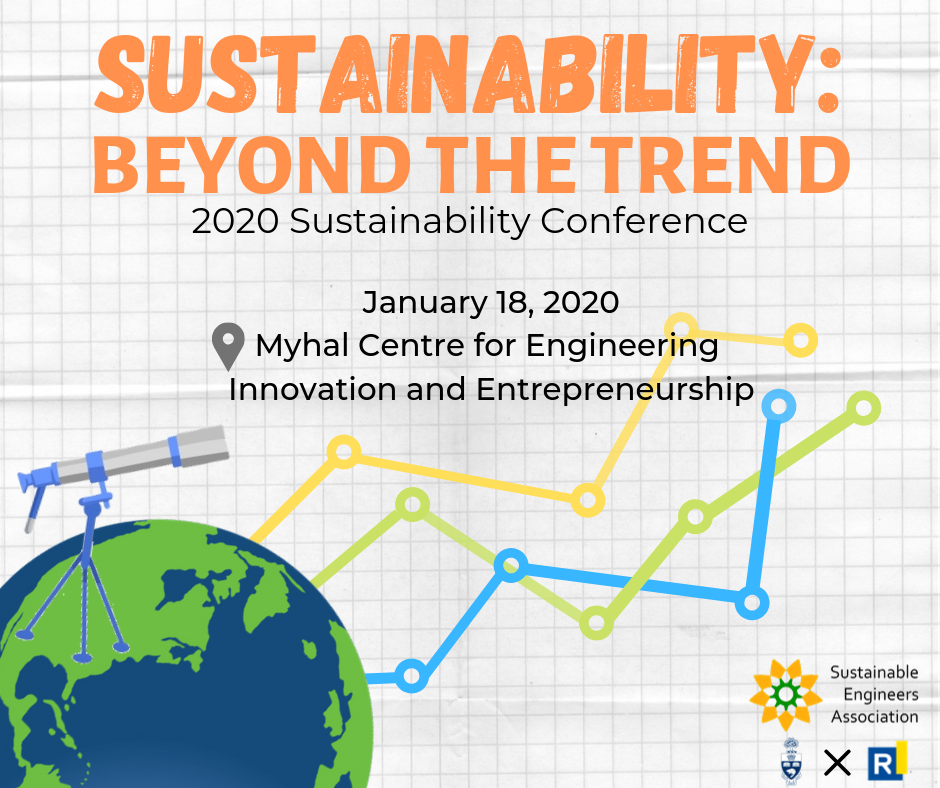 SUSTAINABILITY:
BEYOND THE TREND
2020 Sustainability Conference
January 18, 2020
Myhal Centre for Engineering
Innovation and Entrepreneurship
Sustainable
Engineers
Association
X
R